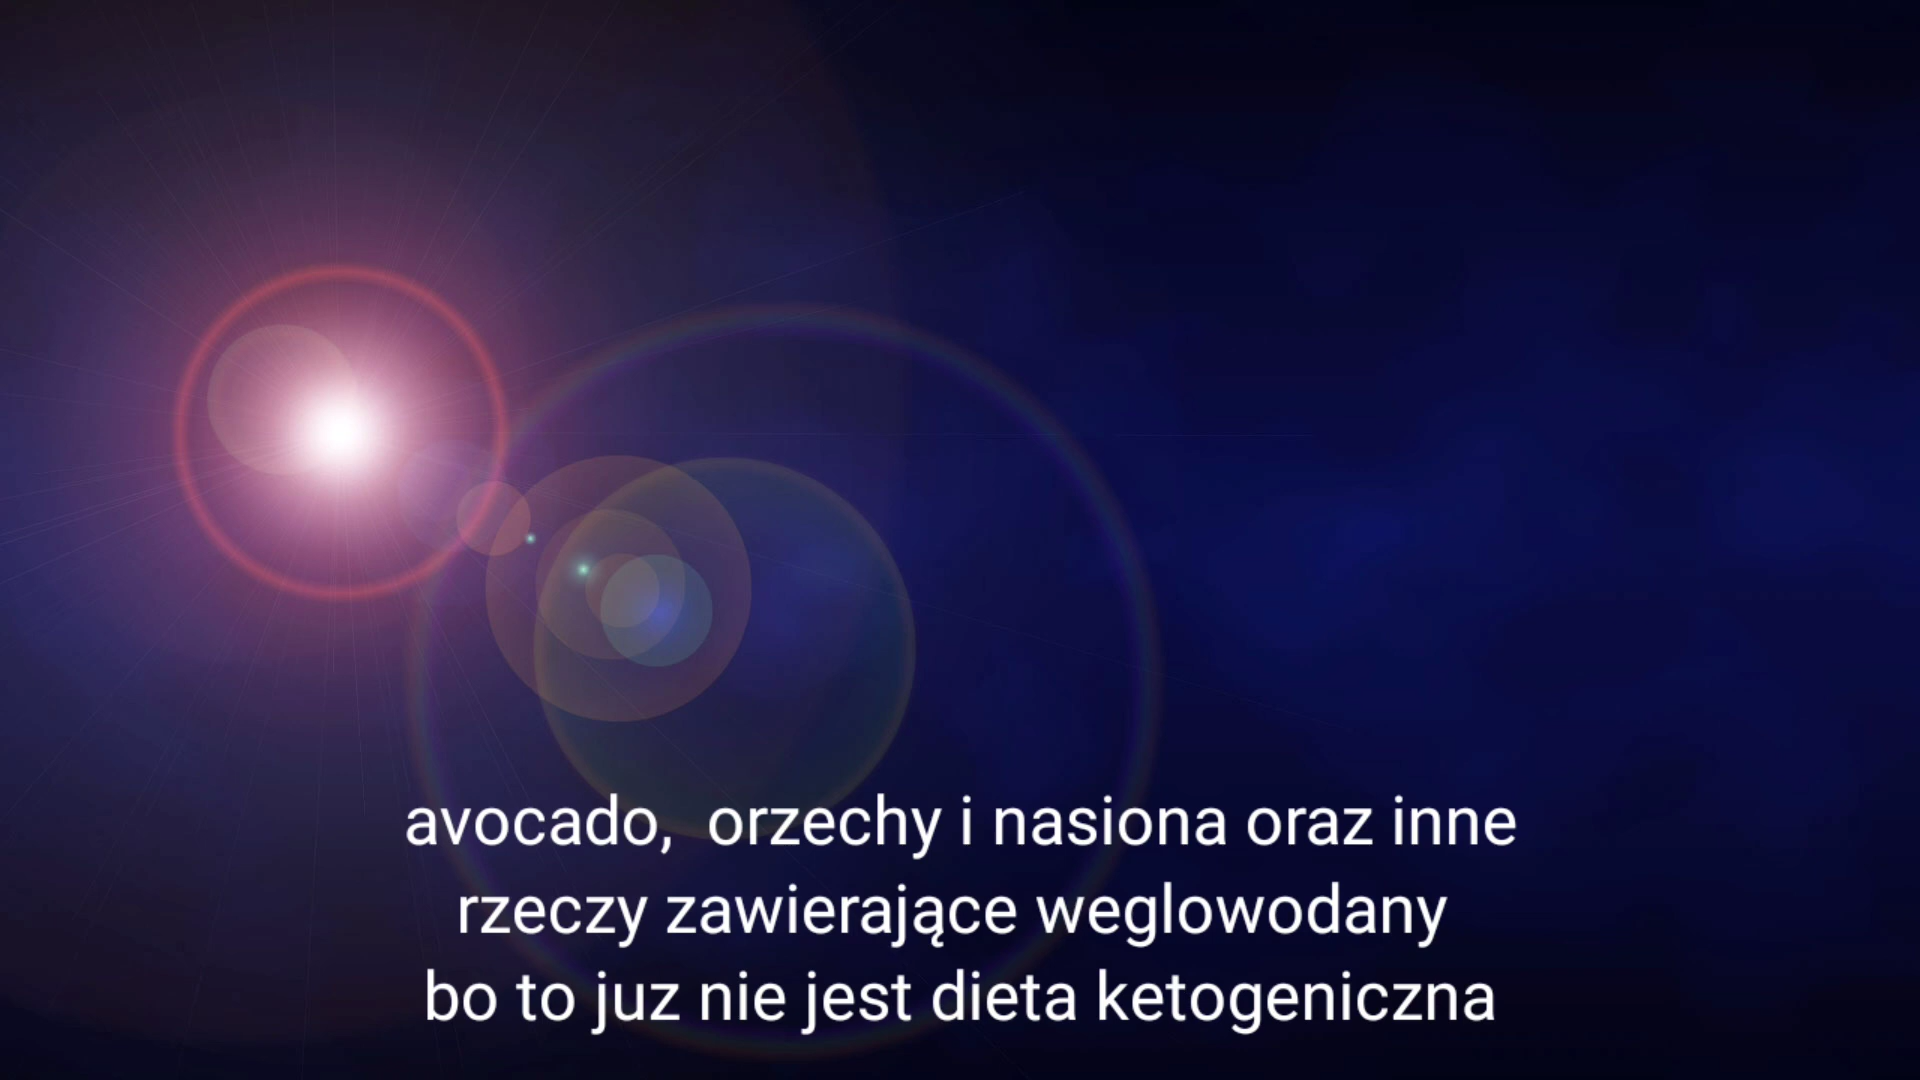 avocado,  orzechy i nasiona oraz inne
rzeczy zawierające weglowodany
bo to juz nie jest dieta ketogeniczna